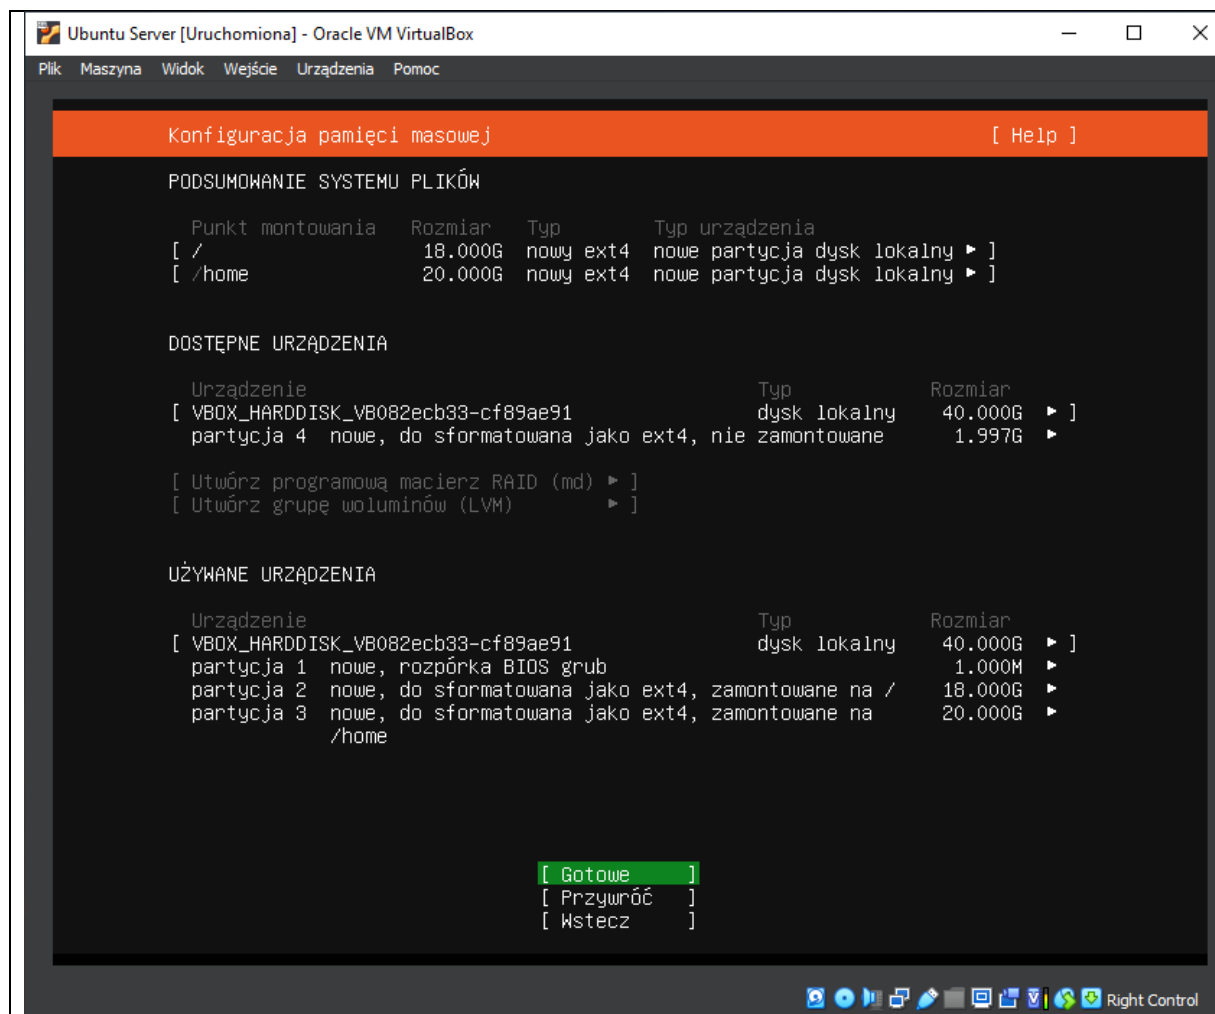 Ubuntu Server [Uruchomiona] - Oracle VM VirtualBox
Plik Maszyna Widok Wejście Urządzenia Pomoc
Konfiguracja pamięci masowej [ Help ]
PODSUMOWANIE SYSTEMU PLIKÓW
Punkt montowania Rozmiar Typ Typ urządzenia
[ / 18.000G nowy ext4 nowe partycja dysk lokalny ▸ ]
[ /home 20.000G nowy ext4 nowe partycja dysk lokalny ▸ ]
DOSTĘPNE URZĄDZENIA
Urządzenie Typ Rozmiar
[ VBOX_HARDDISK_VB082ecb33-cf89ae91 dysk lokalny 40.000G ▸ ]
partycja 4 nowe, do sformatowana jako ext4, nie zamontowane 1.997G ▸
[ Utwórz programową macierz RAID (md) ▸ ]
[ Utwórz grupę woluminów (LVM) ▸ ]
UŻYWANE URZĄDZENIA
Urządzenie Typ Rozmiar
[ VBOX_HARDDISK_VB082ecb33-cf89ae91 dysk lokalny 40.000G ▸ ]
partycja 1 nowe, rozpórka BIOS grub 1.000M ▸
partycja 2 nowe, do sformatowana jako ext4, zamontowane na / 18.000G ▸
partycja 3 nowe, do sformatowana jako ext4, zamontowane na 20.000G ▸
/home
[ Gotowe ]
[ Przywróć ]
[ Wstecz ]
Right Control